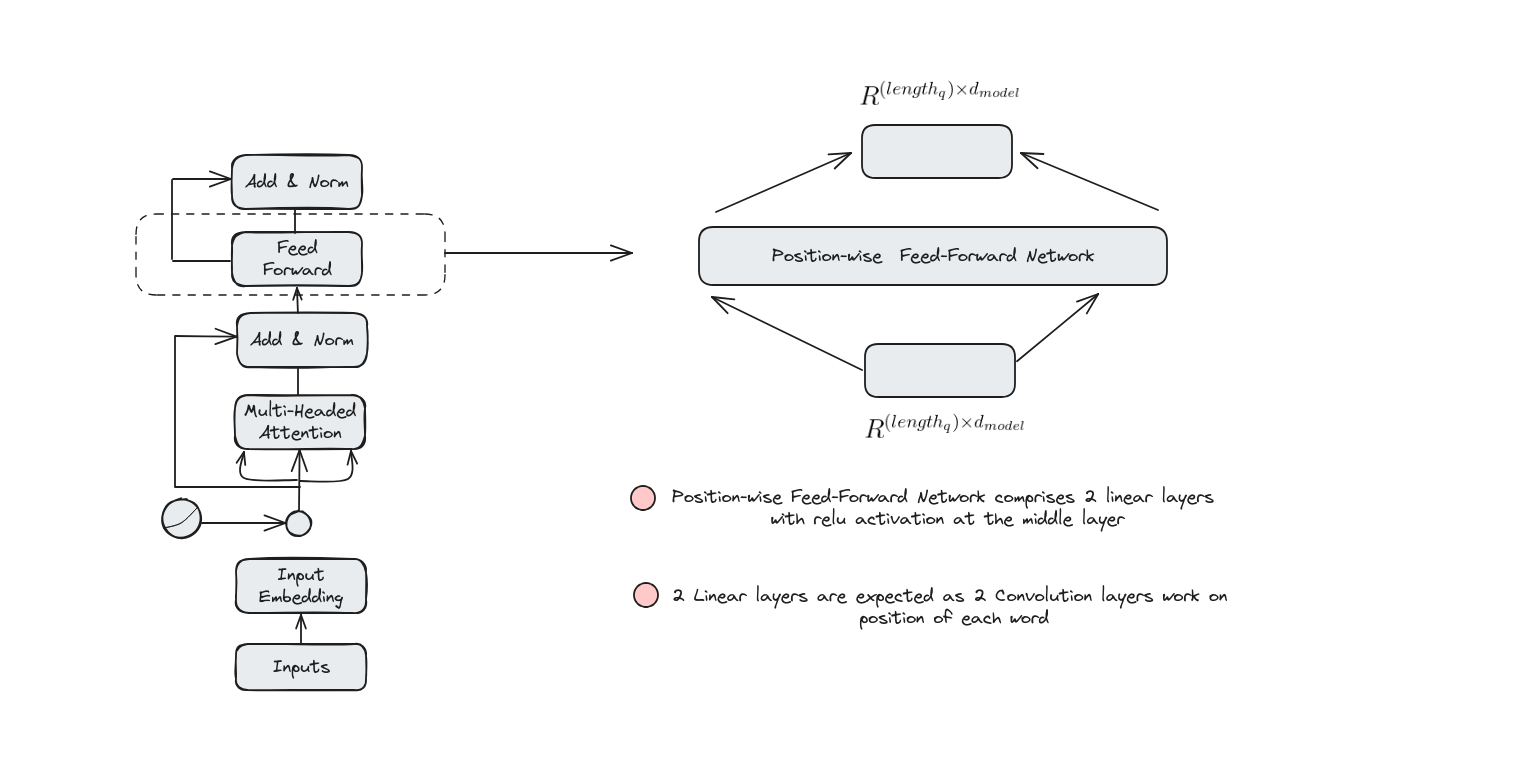 R^{(length_q)×d_{model}}
Add & Norm
Feed
Forward
Position-wise Feed-Forward Network
Add & Norm
Multi-Headed
Attention
R^{(length_q)×d_{model}}
Position-wise Feed-Forward Network comprises 2 linear layers
with relu activation at the middle layer
Input
Embedding
2 Linear layers are expected as 2 Convolution layers work on
position of each word
Inputs